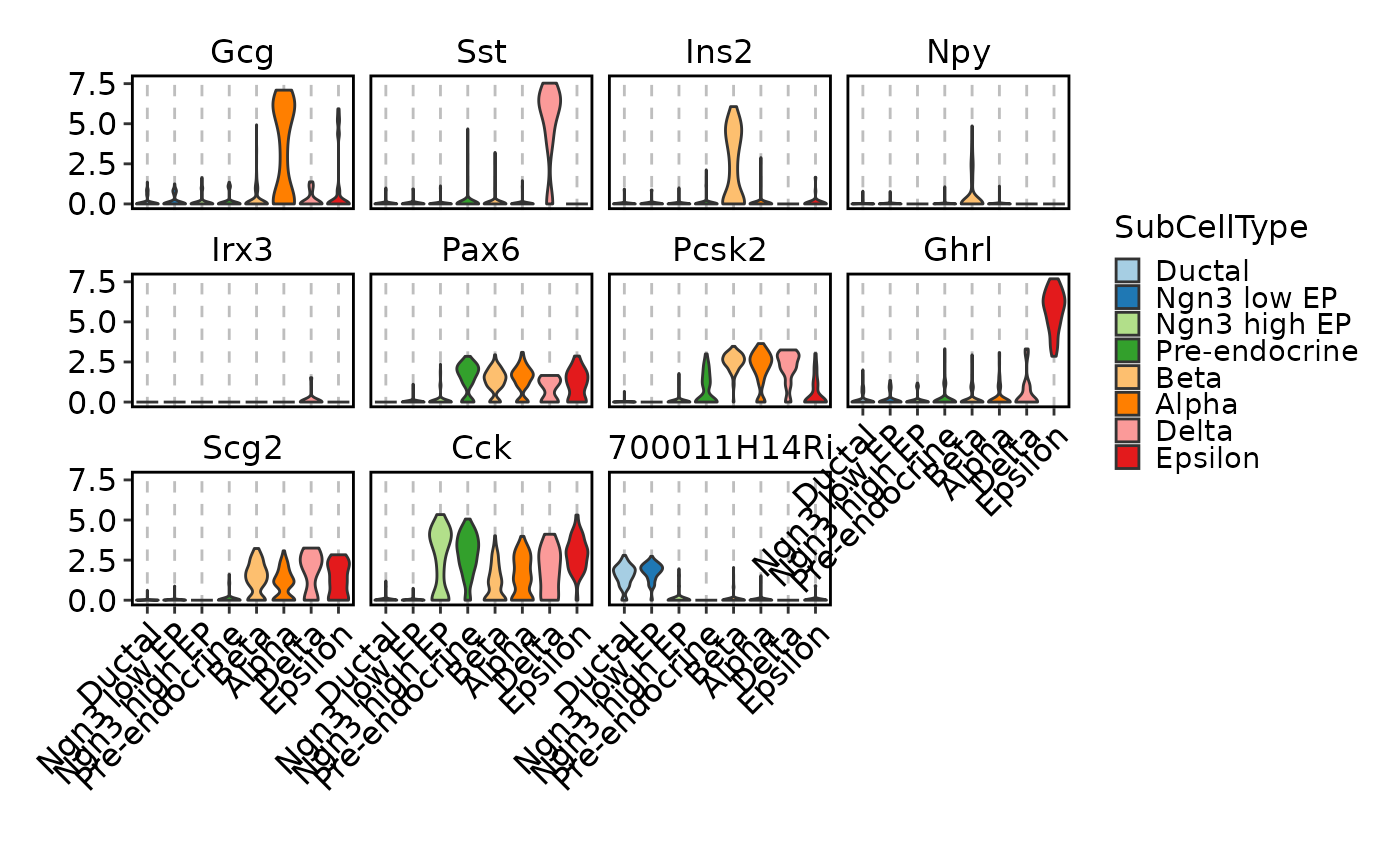 Gcg Sst Ins2 Npy
7.5
5.0
2.5
0.0
Irx3 Pax6 Pcsk2 Ghrl
7.5
5.0
2.5
0.0
Ductal
Ngn3 low EP
Ngn3 high EP
Pre-endocrine
Beta
Alpha
Delta
Epsilon
Scg2 Cck 700011H14Ri
7.5
5.0
2.5
0.0
Ductal
Ngn3 low EP
Ngn3 high EP
Pre-endocrine
Beta
Alpha
Delta
Epsilon
Ductal
Ngn3 low EP
Ngn3 high EP
Pre-endocrine
Beta
Alpha
Delta
Epsilon
Ductal
Ngn3 low EP
Ngn3 high EP
Pre-endocrine
Beta
Alpha
Delta
Epsilon
SubCellType
Ductal
Ngn3 low EP
Ngn3 high EP
Pre-endocrine
Beta
Alpha
Delta
Epsilon